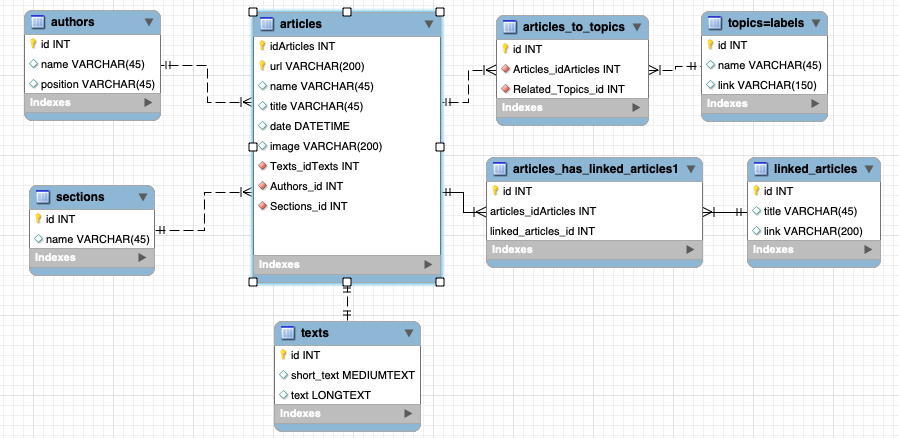 authors
id INT
name VARCHAR(45)
position VARCHAR(45)
Indexes
articles
idArticles INT
url VARCHAR(200)
name VARCHAR(45)
title VARCHAR(45)
date DATETIME
image VARCHAR(200)
Texts_idTexts INT
Authors_id INT
Sections_id INT
Indexes
articles_to_topics
id INT
Articles_idArticles INT
Related_Topics_id INT
Indexes
topics=labels
id INT
name VARCHAR(45)
link VARCHAR(150)
Indexes
sections
id INT
name VARCHAR(45)
Indexes
articles_has_linked_articles1
id INT
articles_idArticles INT
linked_articles_id INT
Indexes
linked_articles
id INT
title VARCHAR(45)
link VARCHAR(200)
Indexes
texts
id INT
short_text MEDIUMTEXT
text LONGTEXT
Indexes